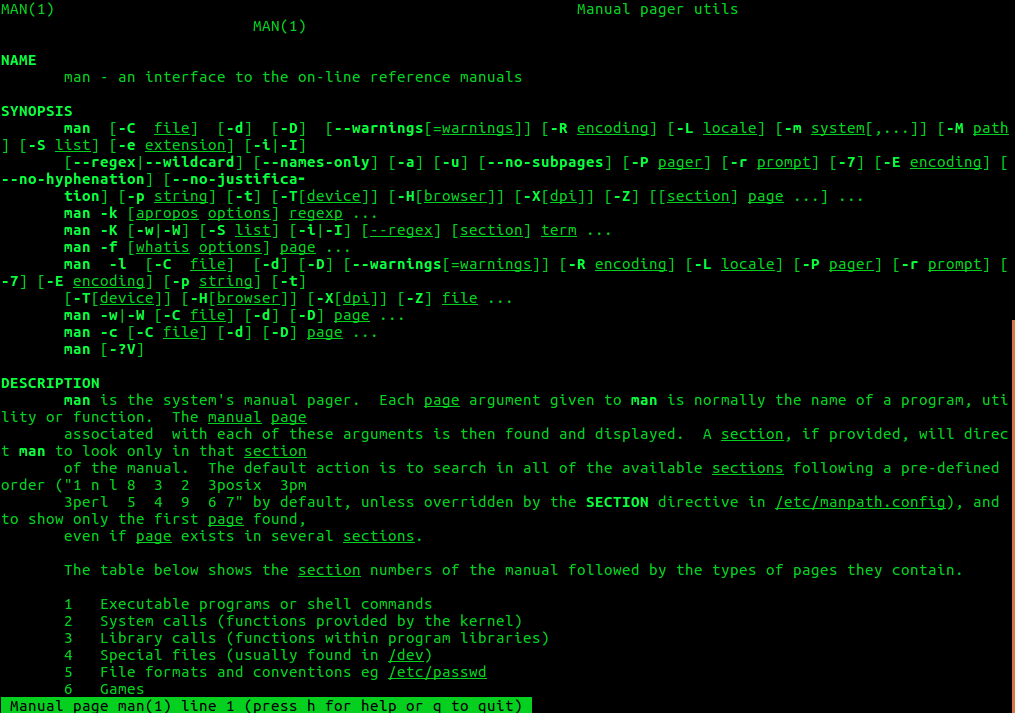 MAN(1) Manual pager utils
MAN(1)
NAME
man - an interface to the on-line reference manuals
SYNOPSIS
man [-C file] [-d] [-D] [--warnings[=warnings]] [-R encoding] [-L locale] [-m system[,...]] [-M path
] [-S list] [-e extension] [-i|-I]
[--regex|--wildcard] [--names-only] [-a] [-u] [--no-subpages] [-P pager] [-r prompt] [-7] [-E encoding] [
--no-hyphenation] [--no-justifica-
tion] [-p string] [-t] [-T[device]] [-H[browser]] [-X[dpi]] [-Z] [[section] page ...] ...
man -k [apropos options] regexp ...
man -K [-w|-W] [-S list] [-i|-I] [--regex] [section] term ...
man -f [whatis options] page ...
man -l [-C file] [-d] [-D] [--warnings[=warnings]] [-R encoding] [-L locale] [-P pager] [-r prompt] [
-7] [-E encoding] [-p string] [-t]
[-T[device]] [-H[browser]] [-X[dpi]] [-Z] file ...
man -w|-W [-C file] [-d] [-D] page ...
man -c [-C file] [-d] [-D] page ...
man [-?V]
DESCRIPTION
man is the system's manual pager. Each page argument given to man is normally the name of a program, uti
lity or function. The manual page
associated with each of these arguments is then found and displayed. A section, if provided, will direc
t man to look only in that section
of the manual. The default action is to search in all of the available sections following a pre-defined
order ("1 n l 8 3 2 3posix 3pm
3perl 5 4 9 6 7" by default, unless overridden by the SECTION directive in /etc/manpath.config), and
to show only the first page found,
even if page exists in several sections.
The table below shows the section numbers of the manual followed by the types of pages they contain.
1 Executable programs or shell commands
2 System calls (functions provided by the kernel)
3 Library calls (functions within program libraries)
4 Special files (usually found in /dev)
5 File formats and conventions eg /etc/passwd
6 Games
Manual page man(1) line 1 (press h for help or q to quit)